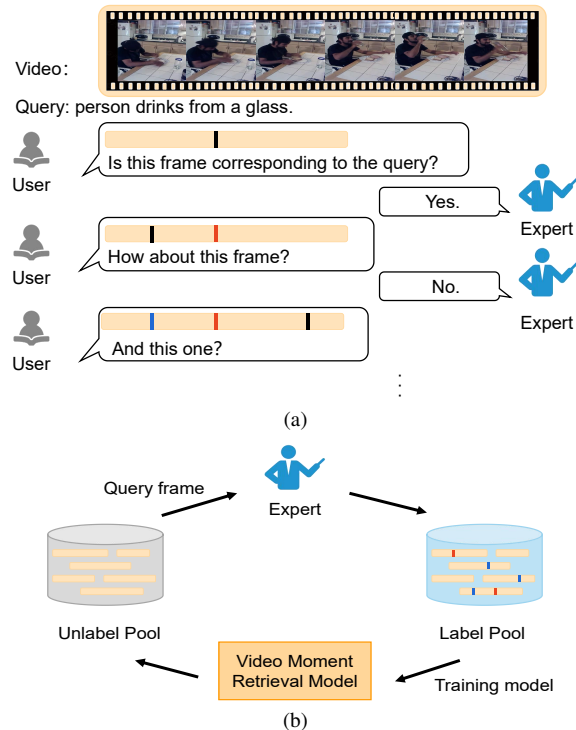 Video:
Query: person drinks from a glass.
Is this frame corresponding to the query?
User
Yes.
Expert
How about this frame?
User
No.
Expert
And this one?
User
⋮
(a)
Query frame
Expert
Unlabel Pool
Label Pool
Video Moment
Retrieval Model
Training model
(b)